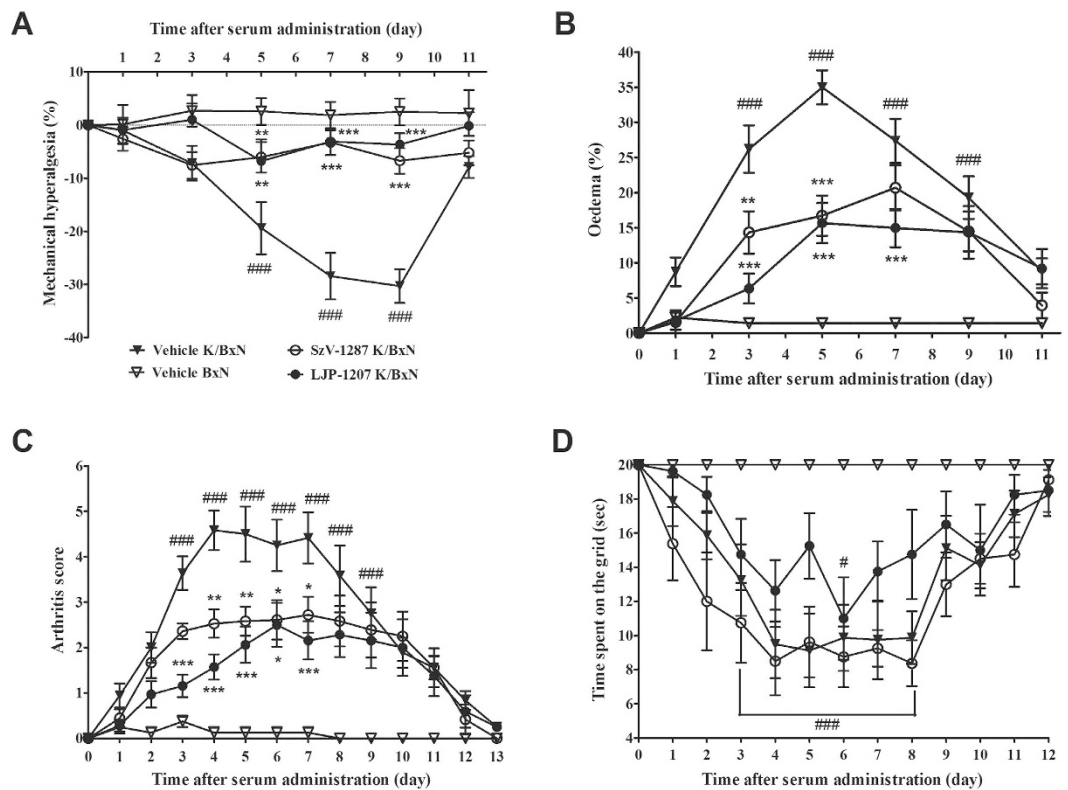 A
Time after serum administration (day)
1 2 3 4 5 6 7 8 9 10 11
10
0
-10
-20
-30
-40
Mechanical hyperalgesia (%)
** *** ***
** *** ***
###
### ###
Vehicle K/BxN
SzV-1287 K/BxN
Vehicle BxN
LJP-1207 K/BxN
B
40
35
30
25
20
15
10
5
0
Oedema (%)
###
### ###
###
***
**
***
*** ***
0 1 2 3 4 5 6 7 8 9 10 11
Time after serum administration (day)
C
6
5
4
3
2
1
0
Arthritis score
### ### ### ### ### ### ###
** ** * *
***
*** *** * ***
0 1 2 3 4 5 6 7 8 9 10 11 12 13
Time after serum administration (day)
D
20
18
16
14
12
10
8
6
4
Time spent on the grid (sec)
#
###
0 1 2 3 4 5 6 7 8 9 10 11 12
Time after serum administration (day)